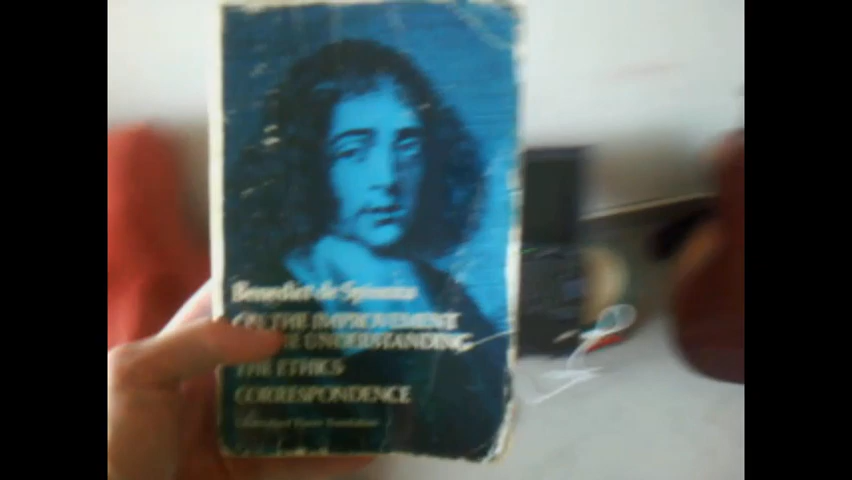 Benedict de Spinoza
ON THE IMPROVEMENT
UNDERSTANDING
THE ETHICS
CORRESPONDENCE